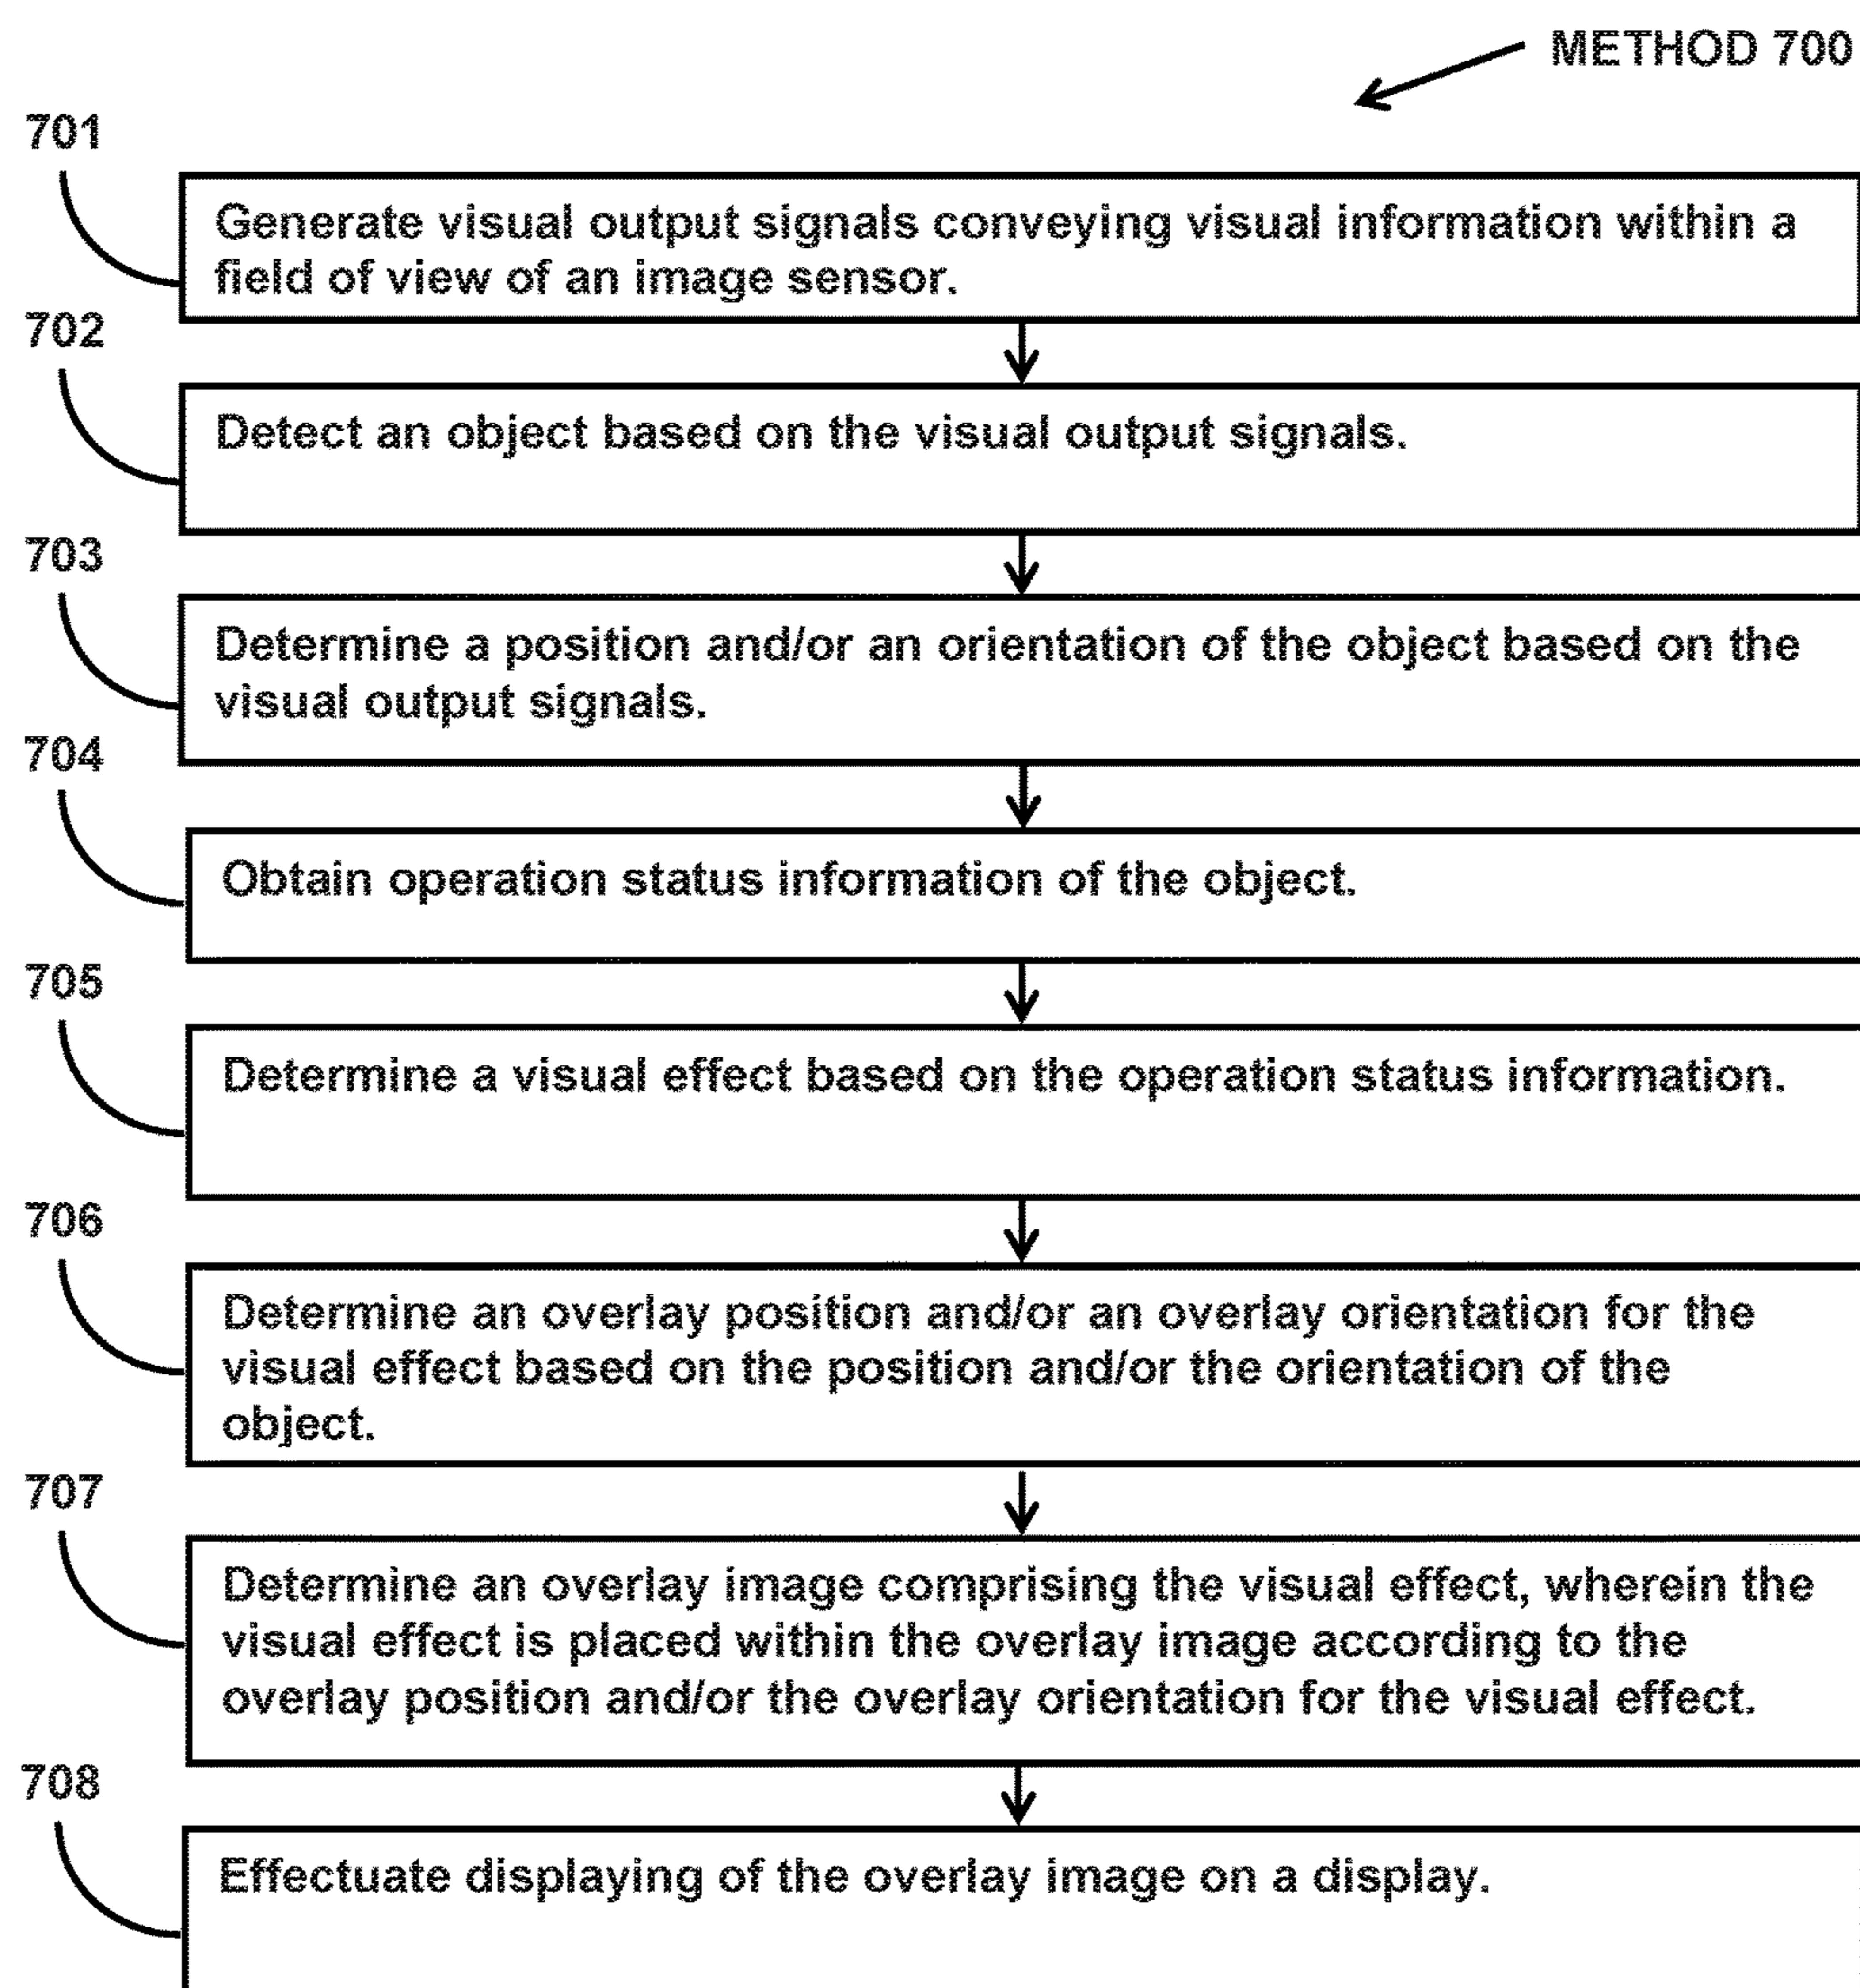 METHOD 700
701
Generate visual output signals conveying visual information within a
field of view of an image sensor.
702
Detect an object based on the visual output signals.
703
Determine a position and/or an orientation of the object based on the
visual output signals.
704
Obtain operation status information of the object.
705
Determine a visual effect based on the operation status information.
706
Determine an overlay position and/or an overlay orientation for the
visual effect based on the position and/or the orientation of the
object.
707
Determine an overlay image comprising the visual effect, wherein the
visual effect is placed within the overlay image according to the
overlay position and/or the overlay orientation for the visual effect.
708
Effectuate displaying of the overlay image on a display.